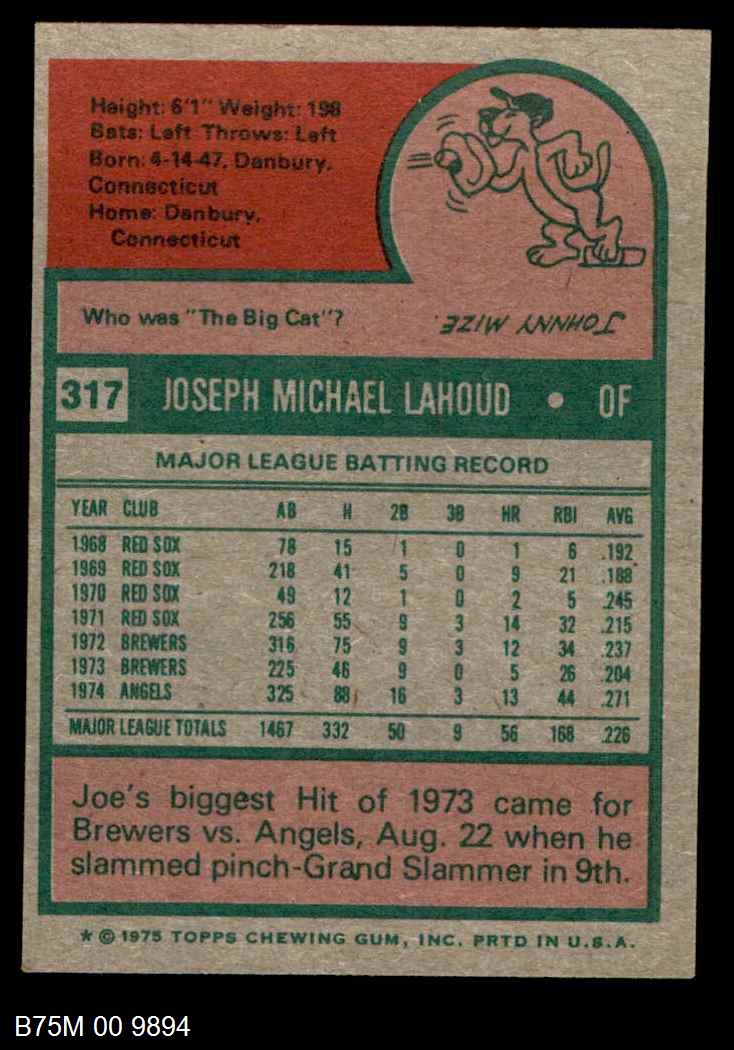 Height: 6'1" Weight: 198
Bats: Left Throws: Left
Born: 4-14-47, Danbury,
Connecticut
Home: Danbury,
Connecticut
Who was "The Big Cat"?
JOHNNY MIZE.
317 JOSEPH MICHAEL LAHOUD • OF
MAJOR LEAGUE BATTING RECORD
YEAR CLUB AB H 2B 3B HR RBI AVG
1968 RED SOX 78 15 1 0 1 6 .192
1969 RED SOX 218 41 5 0 9 21 .188
1970 RED SOX 49 12 1 0 2 5 .245
1971 RED SOX 256 55 9 3 14 32 .215
1972 BREWERS 316 75 9 3 12 34 .237
1973 BREWERS 225 46 9 0 5 26 .204
1974 ANGELS 325 88 16 3 13 44 .271
MAJOR LEAGUE TOTALS 1467 332 50 9 56 168 .226
Joe's biggest Hit of 1973 came for
Brewers vs. Angels, Aug. 22 when he
slammed pinch-Grand Slammer in 9th.
* © 1975 TOPPS CHEWING GUM, INC. PRTD IN U.S.A.
B75M 00 9894